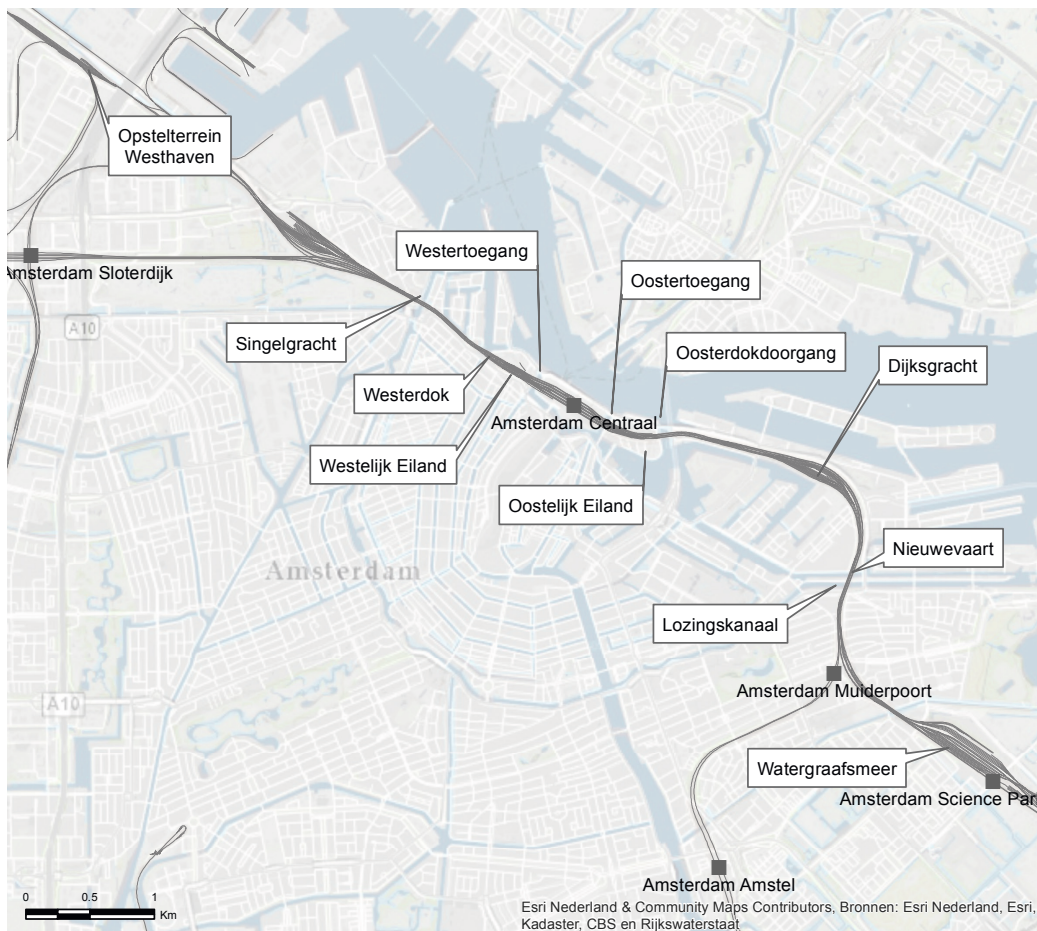 Opstelterrein
Westhaven
Westertoegang
Amsterdam Sloterdijk
Oostertoegang
A10
Singelgracht
Oosterdokdoorgang
Dijksgracht
Westerdok
Amsterdam Centraal
Westelijk Eiland
Oostelijk Eiland
Nieuwevaart
Amsterdam
Lozingskanaal
Amsterdam Muiderpoort
A10
Watergraafsmeer
Amsterdam Science Par
Amsterdam Amstel
0 0.5 1
Km
Esri Nederland & Community Maps Contributors, Bronnen: Esri Nederland, Esri,
Kadaster, CBS en Rijkswaterstaat